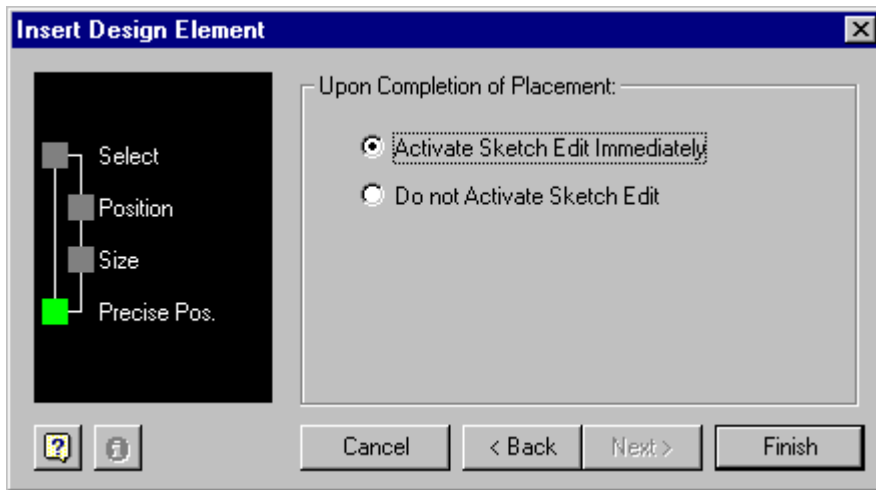 Insert Design Element
Select
Position
Size
Precise Pos.
Upon Completion of Placement:
Activate Sketch Edit Immediately
Do not Activate Sketch Edit
Cancel
< Back
Next >
Finish